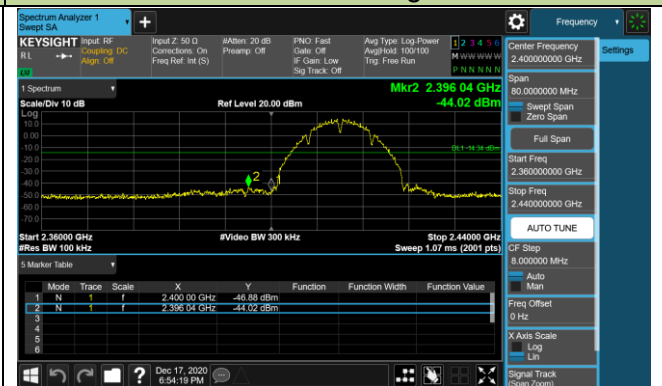 Spectrum Analyzer 1
Swept SA
Frequency
KEYSIGHT
RL
Input: RF
Coupling: DC
Align: Off
Input Z: 50 Ω
Corrections: On
Freq Ref: Int (S)
#Atten: 20 dB
Preamp: Off
PNO: Fast
Gate: Off
IF Gain: Low
Sig Track: Off
Avg Type: Log-Power
Avg|Hold: 100/100
Trig: Free Run
1 2 3 4 5 6
M W W W W W
P N N N N N
Center Frequency
2.400000000 GHz
Settings
Span
80.0000000 MHz
Swept Span
Zero Span
Full Span
Start Freq
2.360000000 GHz
Stop Freq
2.440000000 GHz
AUTO TUNE
CF Step
8.000000 MHz
Auto
Man
Freq Offset
0 Hz
X Axis Scale
Log
Lin
Signal Track
(Span Zoom)
1 Spectrum
Scale/Div 10 dB
Ref Level 20.00 dBm
Mkr2 2.396 04 GHz
-44.02 dBm
Log
10.0
0.00
-10.0
-20.0
-30.0
-40.0
-50.0
-60.0
-70.0
DL1 -14.34 dBm
2
Start 2.36000 GHz
#Res BW 100 kHz
#Video BW 300 kHz
Stop 2.44000 GHz
Sweep 1.07 ms (2001 pts)
5 Marker Table
Mode Trace Scale X Y Function Function Width Function Value
1 N 1 f 2.400 00 GHz -46.88 dBm
2 N 1 f 2.396 04 GHz -44.02 dBm
3
4
5
6
?
Dec 17, 2020
6:54:19 PM